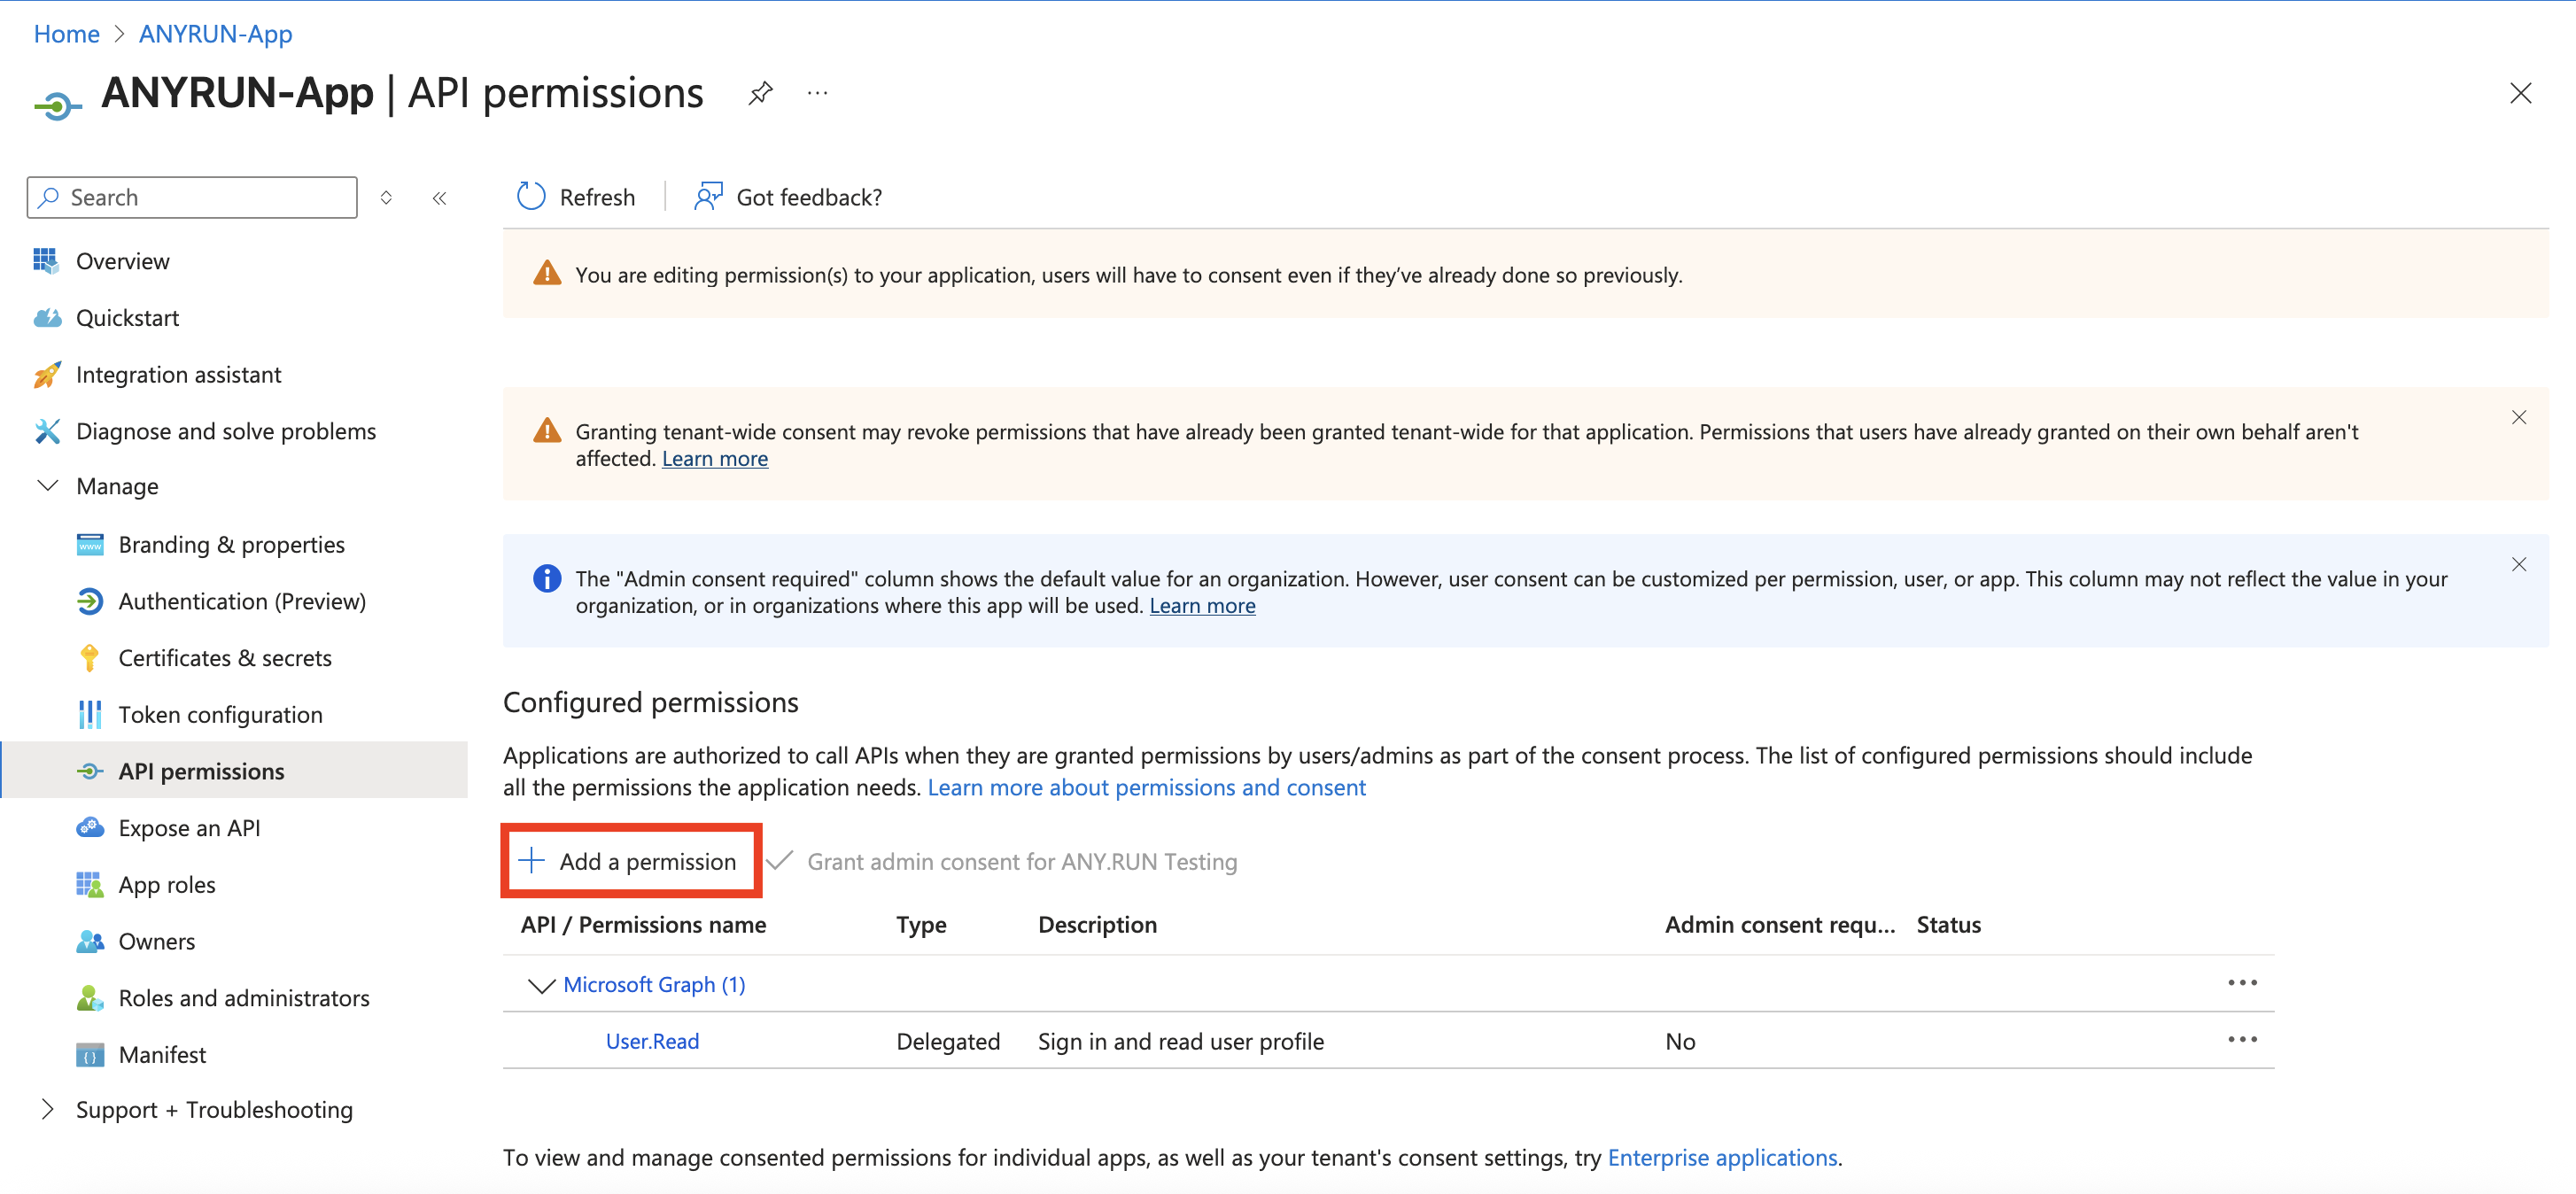 Home > ANYRUN-App
ANYRUN-App | API permissions
Search
Overview
Quickstart
Integration assistant
Diagnose and solve problems
Manage
Branding & properties
Authentication (Preview)
Certificates & secrets
Token configuration
API permissions
Expose an API
App roles
Owners
Roles and administrators
Manifest
Support + Troubleshooting
Refresh
Got feedback?
You are editing permission(s) to your application, users will have to consent even if they’ve already done so previously.
Granting tenant-wide consent may revoke permissions that have already been granted tenant-wide for that application. Permissions that users have already granted on their own behalf aren't
affected. Learn more
The "Admin consent required" column shows the default value for an organization. However, user consent can be customized per permission, user, or app. This column may not reflect the value in your
organization, or in organizations where this app will be used. Learn more
Configured permissions
Applications are authorized to call APIs when they are granted permissions by users/admins as part of the consent process. The list of configured permissions should include
all the permissions the application needs. Learn more about permissions and consent
Add a permission
Grant admin consent for ANY.RUN Testing
API / Permissions name Type Description Admin consent requ... Status
Microsoft Graph (1)
User.Read Delegated Sign in and read user profile No
To view and manage consented permissions for individual apps, as well as your tenant's consent settings, try Enterprise applications.